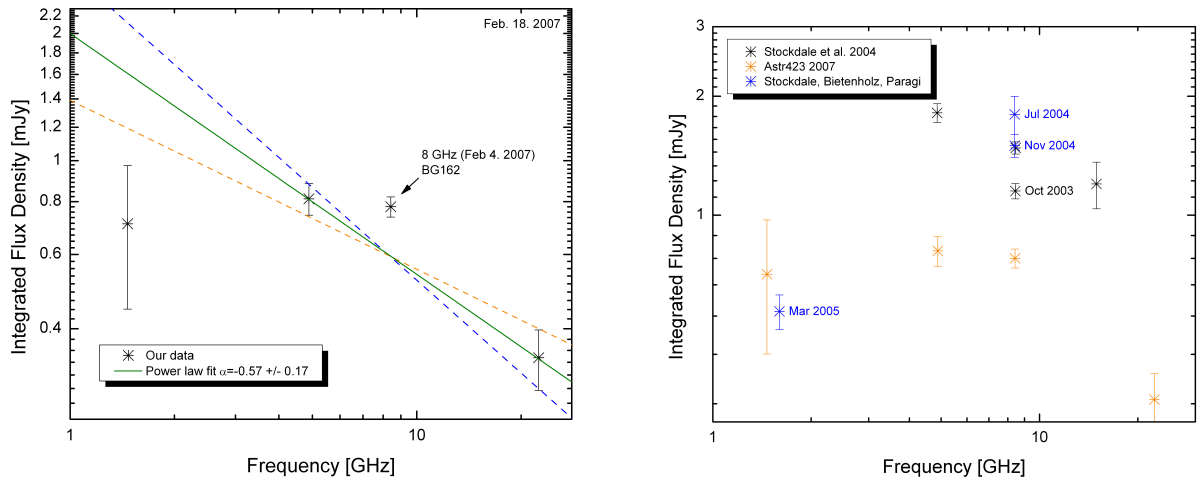 Feb. 18. 2007
2.2
2
1.8
1.6
1.4
1.2
1
0.8
0.6
0.4
Integrated Flux Density [mJy]
8 GHz (Feb 4. 2007)
BG162
Our data
Power law fit α=-0.57 +/- 0.17
1
10
Frequency [GHz]
3
2
1
Integrated Flux Density [mJy]
Stockdale et al. 2004
Astr423 2007
Stockdale, Bietenholz, Paragi
Jul 2004
Nov 2004
Oct 2003
Mar 2005
1
10
Frequency [GHz]